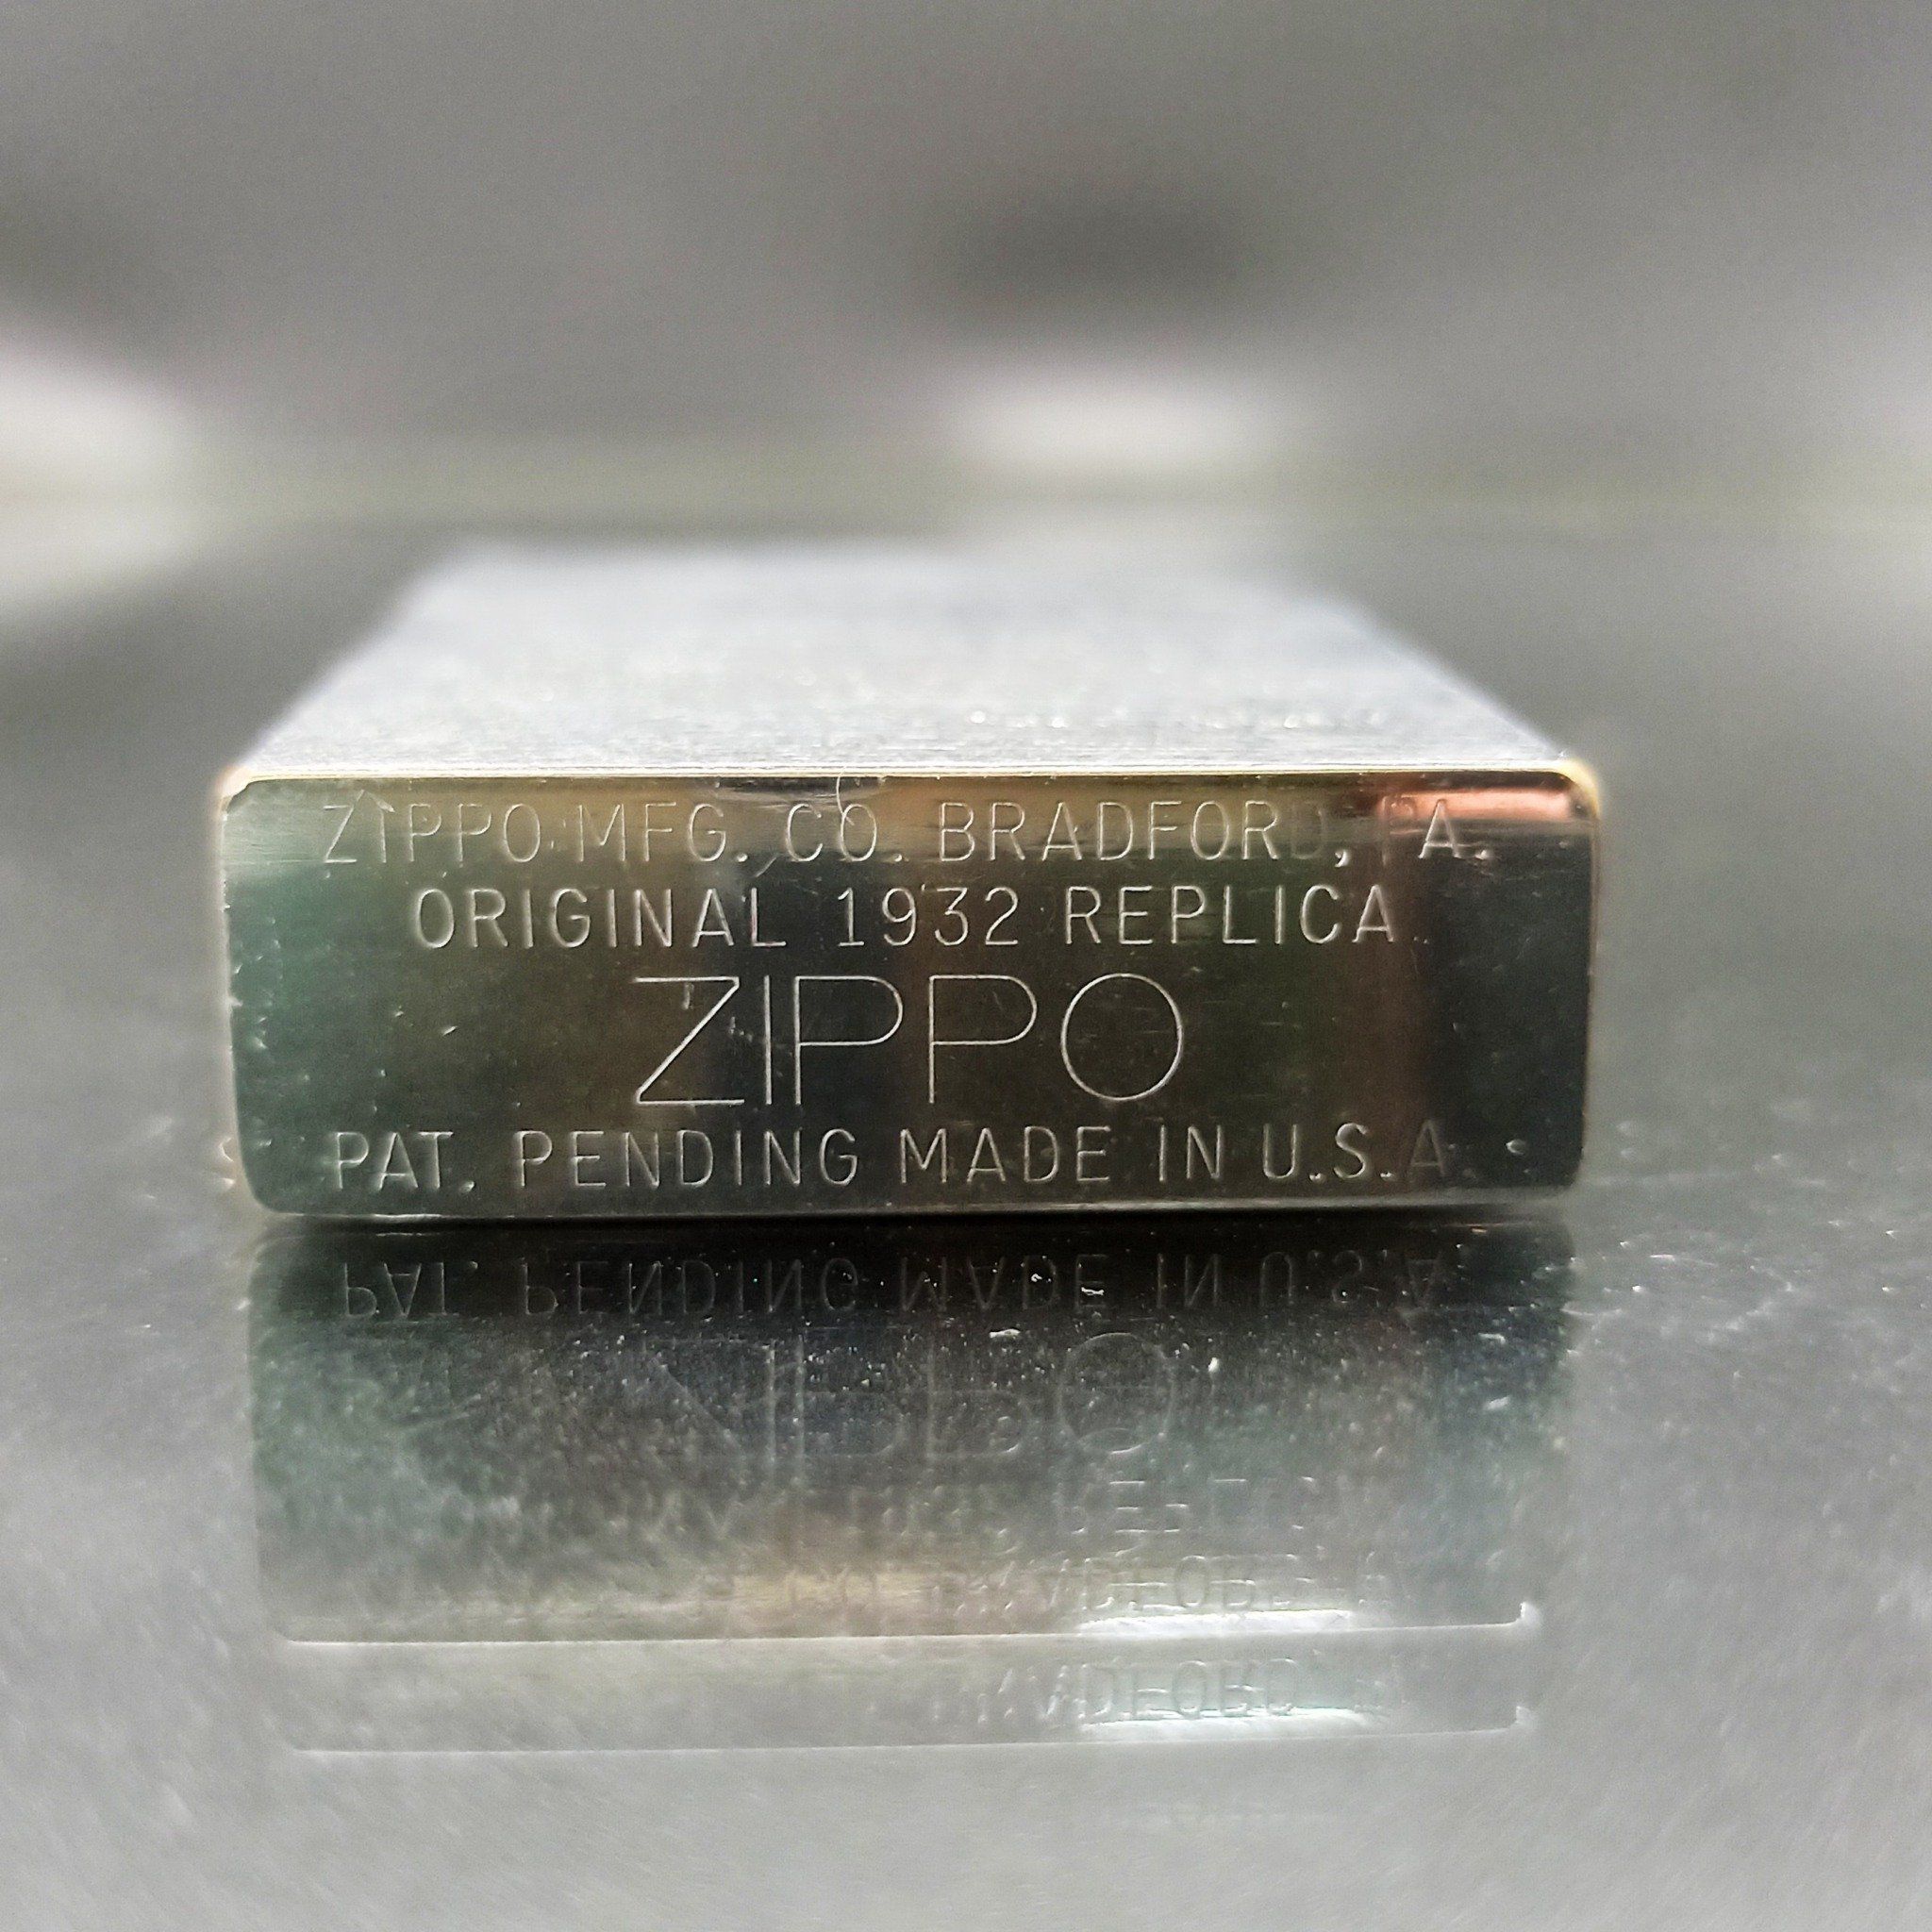 ZIPPO MFG. CO. BRADFORD, PA.
ORIGINAL 1932 REPLICA
ZIPPO
PAT. PENDING MADE IN U.S.A.